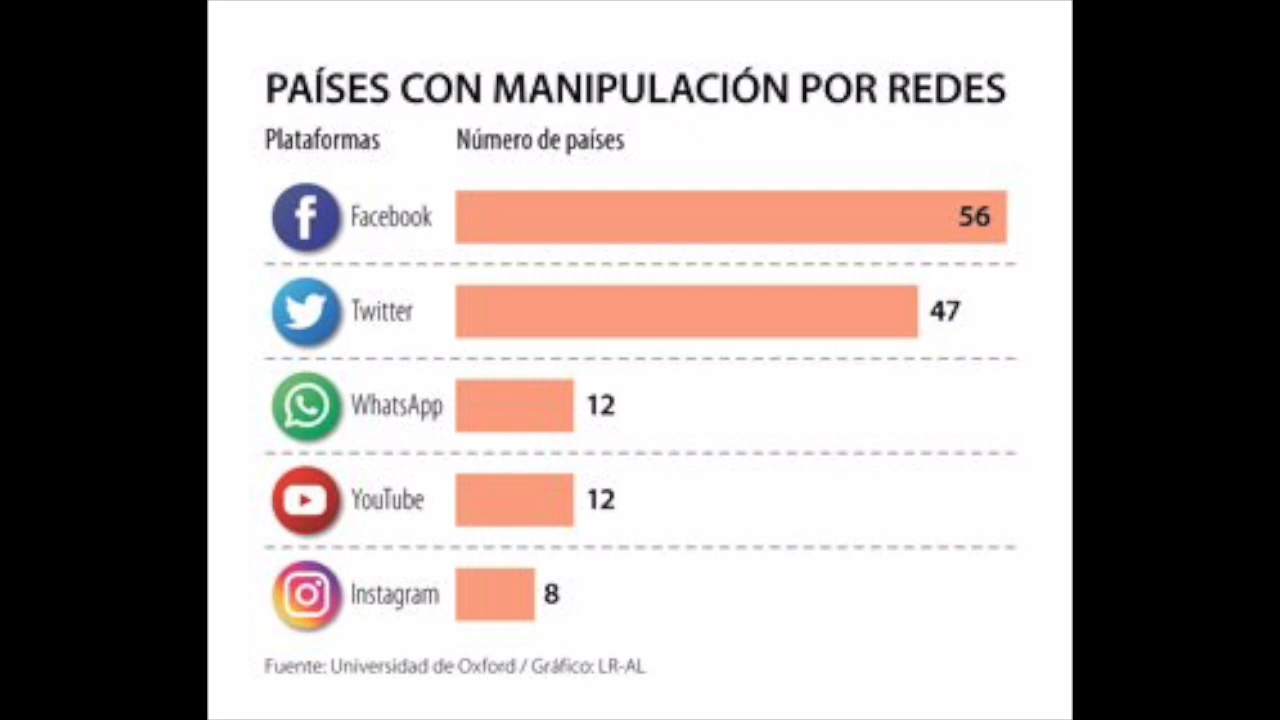 PAÍSES CON MANIPULACIÓN POR REDES
Plataformas Número de países
Facebook 56
Twitter 47
WhatsApp 12
YouTube 12
Instagram 8
Fuente: Universidad de Oxford / Gráfico: LR-AL